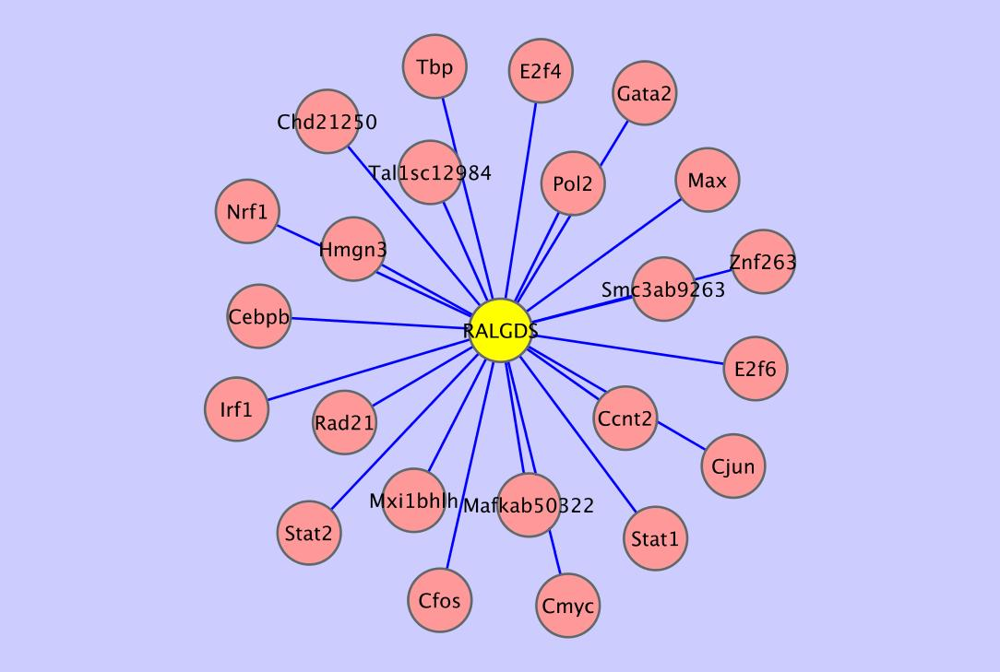 Tbp
E2f4
Gata2
Chd21250
Tal1sc12984
Pol2
Max
Nrf1
Hmgn3
Znf263
Smc3ab9263
Cebpb
RALGDS
E2f6
Irf1
Rad21
Ccnt2
Cjun
Mxi1bhlh
Mafkab50322
Stat2
Stat1
Cfos
Cmyc